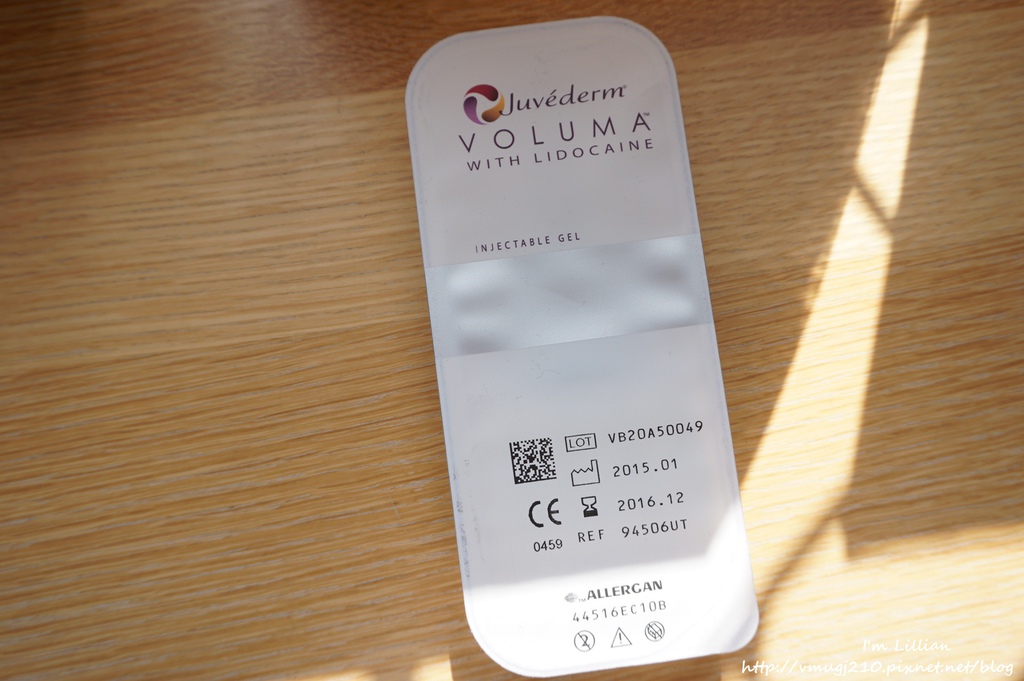 Juvéderm®
VOLUMA™
WITH LIDOCAINE
INJECTABLE GEL
LOT VB20A50049
2015.01
CE 2016.12
0459 REF 94506UT
ALLERGAN
44516EC10B
I'm Lillian
http://vmugj210.pixnet.net/blog